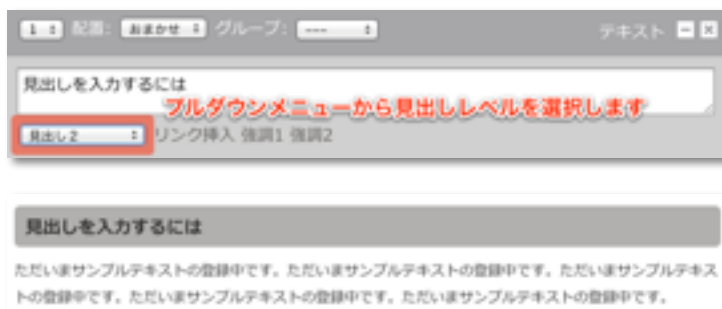 1 配置: おまかせ グループ: --- テキスト
見出しを入力するには
プルダウンメニューから見出しレベルを選択します
見出し2 リンク挿入 強調1 強調2
見出しを入力するには
ただいまサンプルテキストの登録中です。ただいまサンプルテキストの登録中です。ただいまサンプルテキス
トの登録中です。ただいまサンプルテキストの登録中です。ただいまサンプルテキストの登録中です。